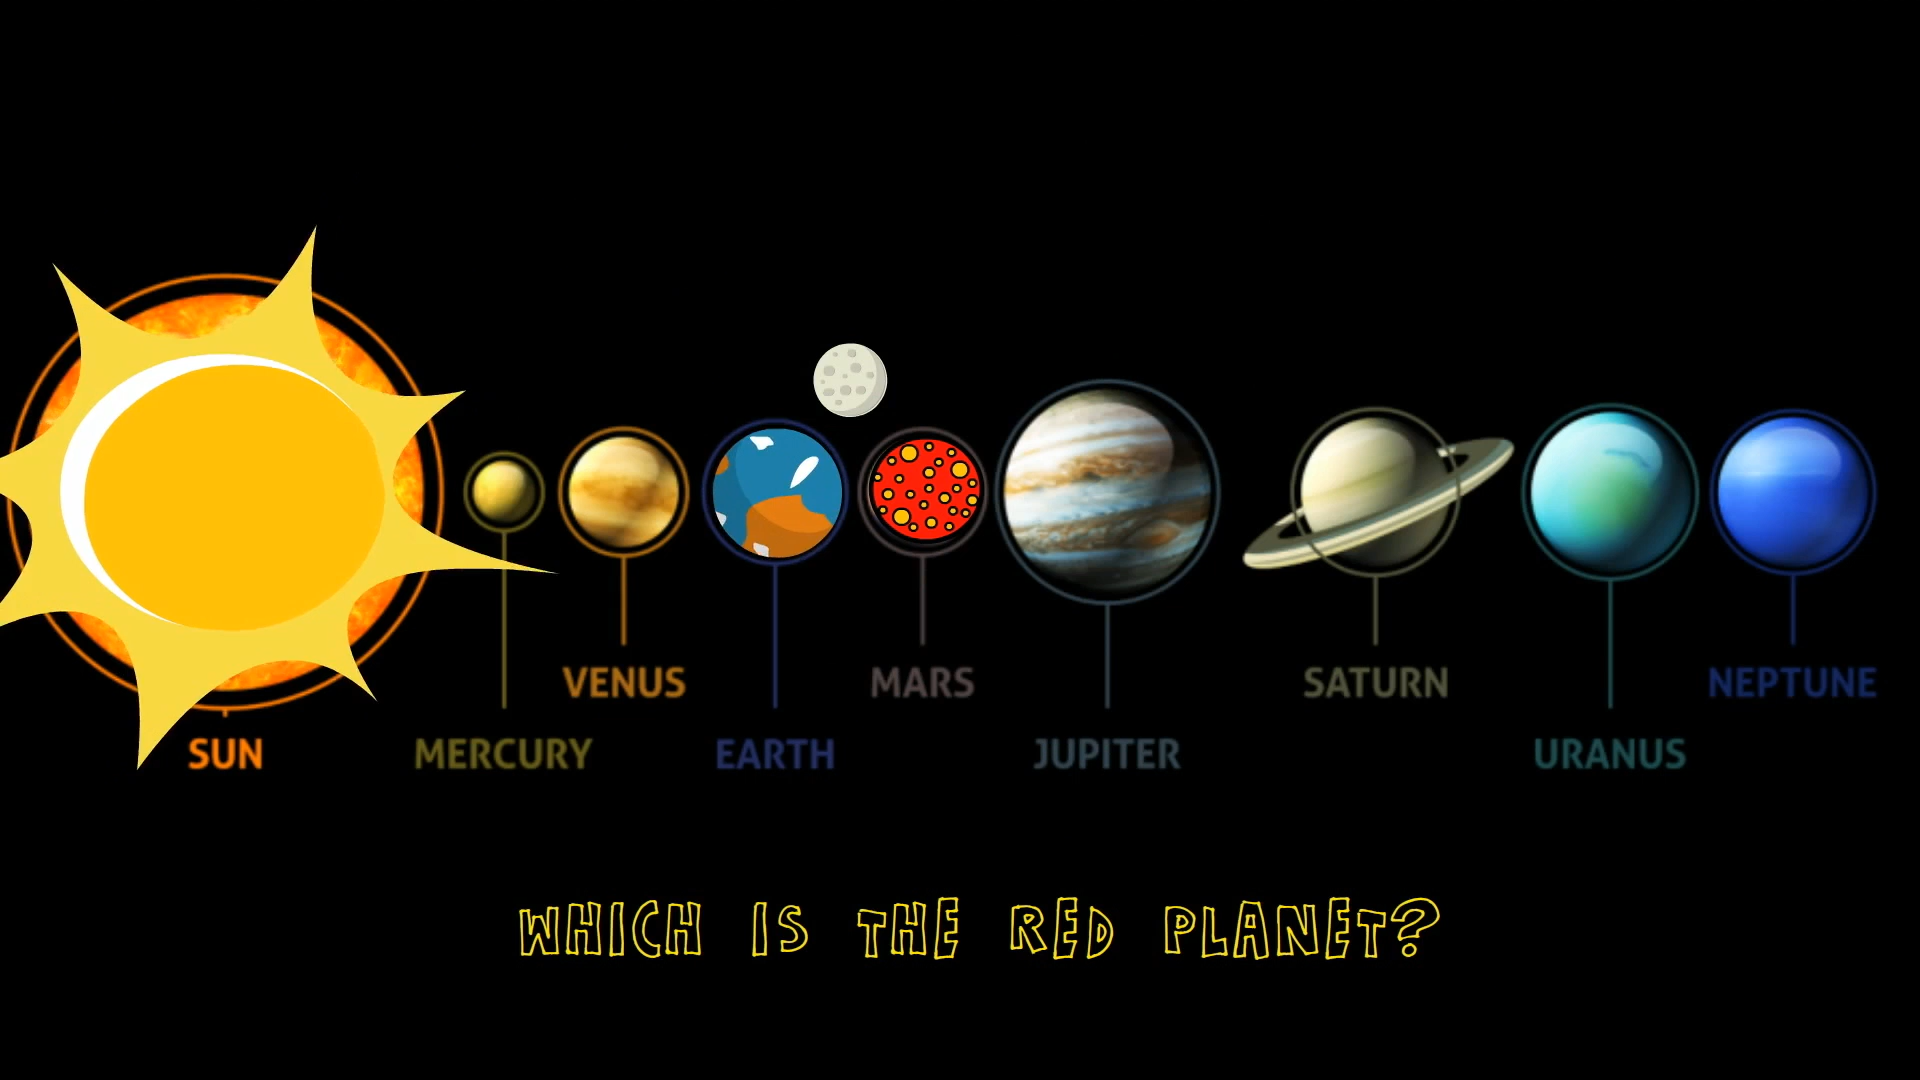 VENUS MARS SATURN NEPTUNE
SUN MERCURY EARTH JUPITER URANUS
WHICH IS THE RED PLANET?